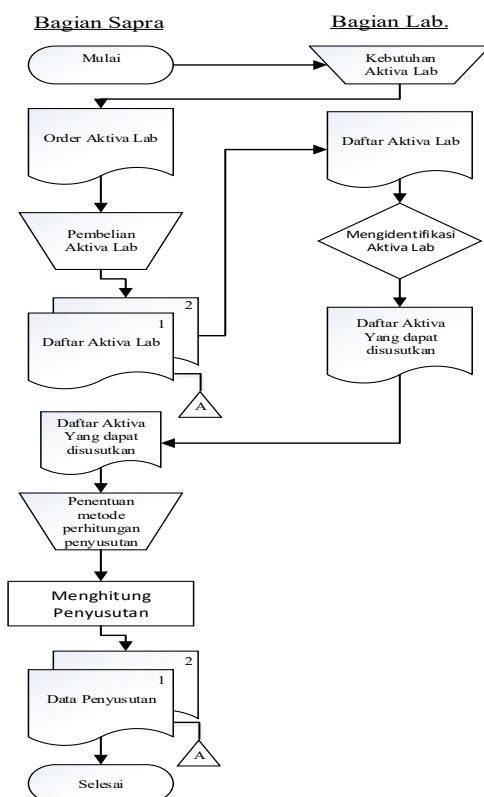 Bagian Sapra
Bagian Lab.
Mulai
Kebutuhan
Aktiva Lab
Order Aktiva Lab
Daftar Aktiva Lab
Pembelian
Aktiva Lab
Mengidentifikasi
Aktiva Lab
2
1
Daftar Aktiva Lab
A
Daftar Aktiva
Yang dapat
disusutkan
Daftar Aktiva
Yang dapat
disusutkan
Penentuan
metode
perhitungan
penyusutan
Menghitung
Penyusutan
2
1
Data Penyusutan
A
Selesai